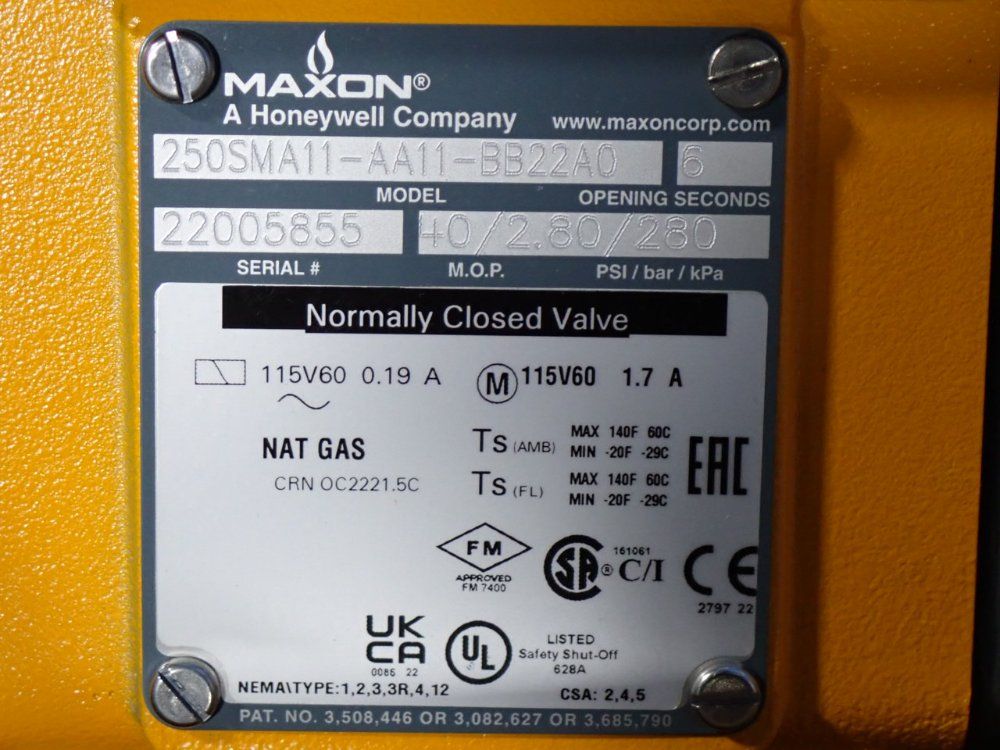 MAXON®
A Honeywell Company www.maxoncorp.com
250SMA11-AA11-BB22A0 6
MODEL OPENING SECONDS
22005855 40/2.80/280
SERIAL # M.O.P. PSI / bar / kPa
Normally Closed Valve
115V60 0.19 A M 115V60 1.7 A
NAT GAS Ts (AMB) MAX 140F 60C
MIN -20F -29C
CRN OC2221.5C Ts (FL) MAX 140F 60C
MIN -20F -29C
EAC
FM
APPROVED
FM 7400
SA ® 161061
C/I
CE
2797 22
UK
CA
0086 22
UL
LISTED
Safety Shut-Off
628A
NEMA\TYPE:1,2,3,3R,4,12 CSA: 2,4,5
PAT. NO. 3,508,446 OR 3,082,627 OR 3,685,790